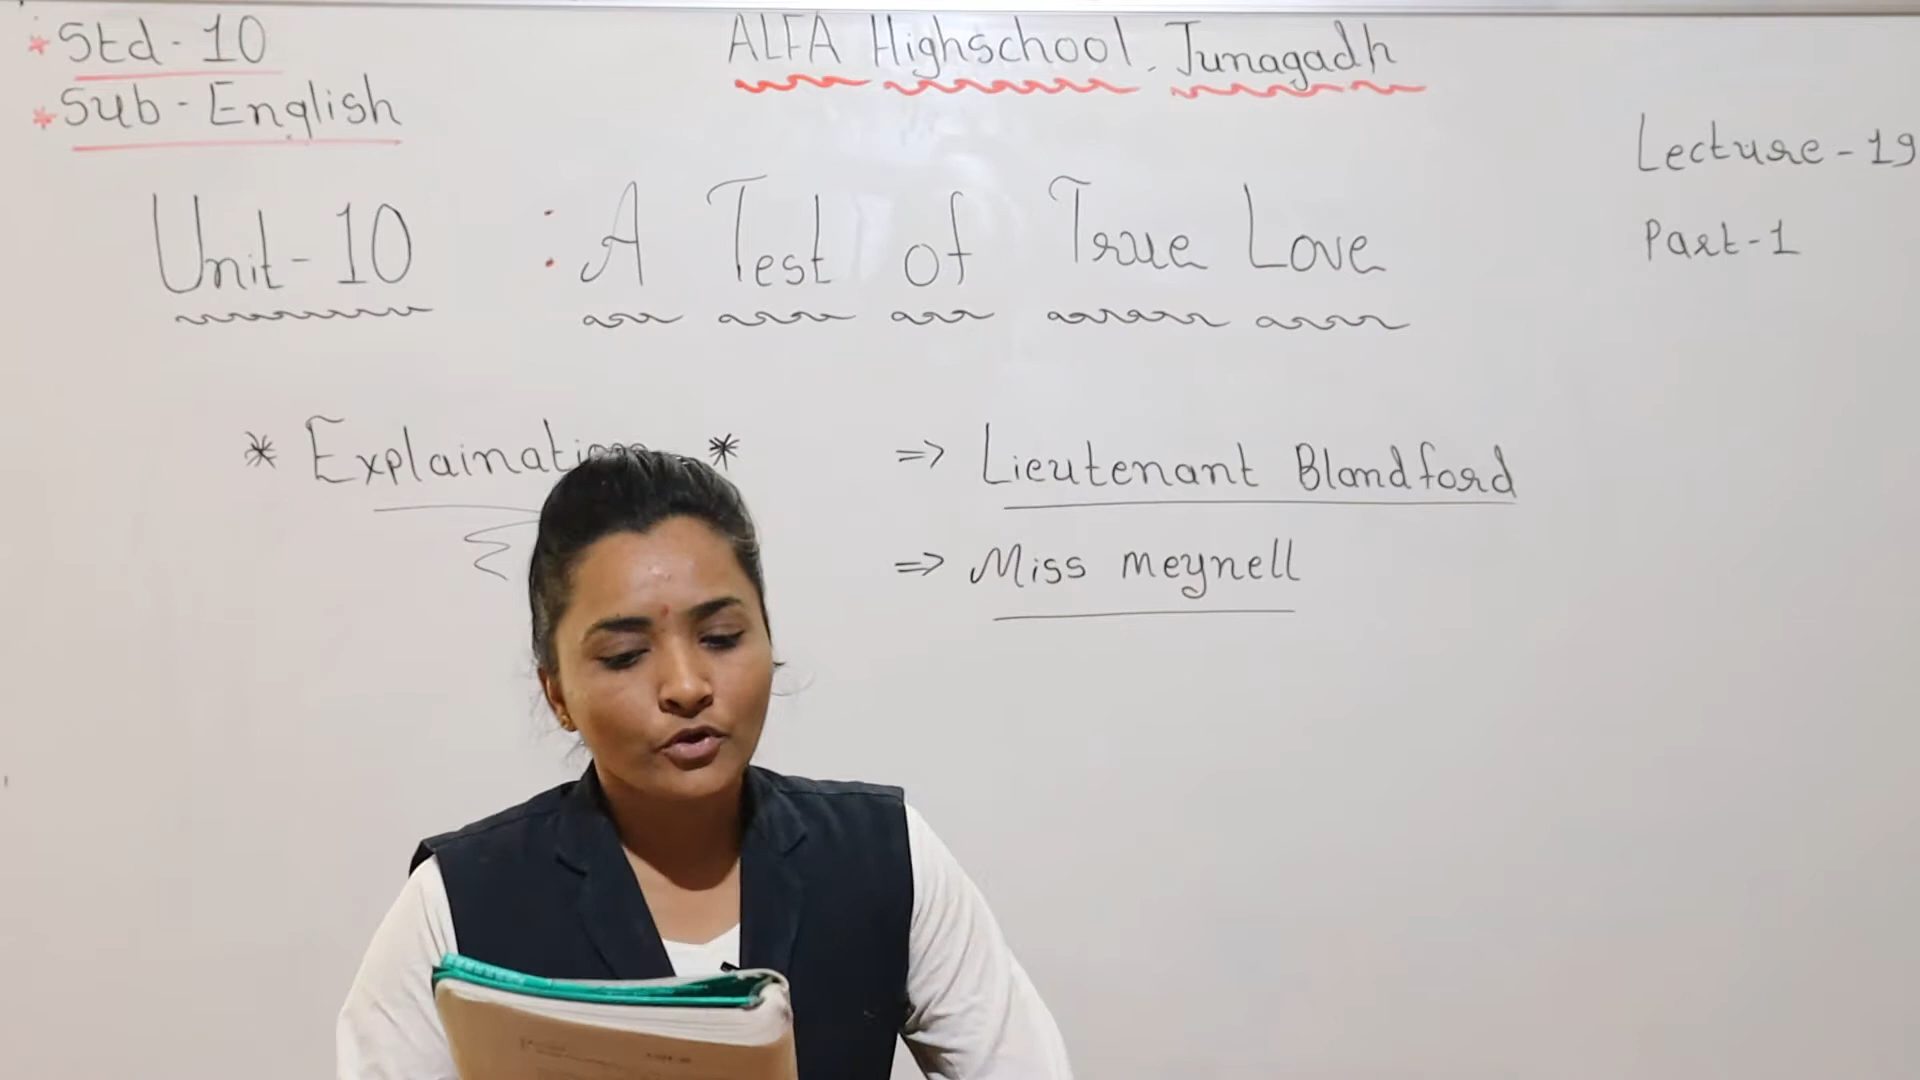 * Std - 10
ALFA Highschool, Junagadh
* Sub - English
Lecture - 19
Part - 1
Unit - 10 : A Test of True Love
* Explaination *
=> Lieutenant Blandford
=> Miss Meynell